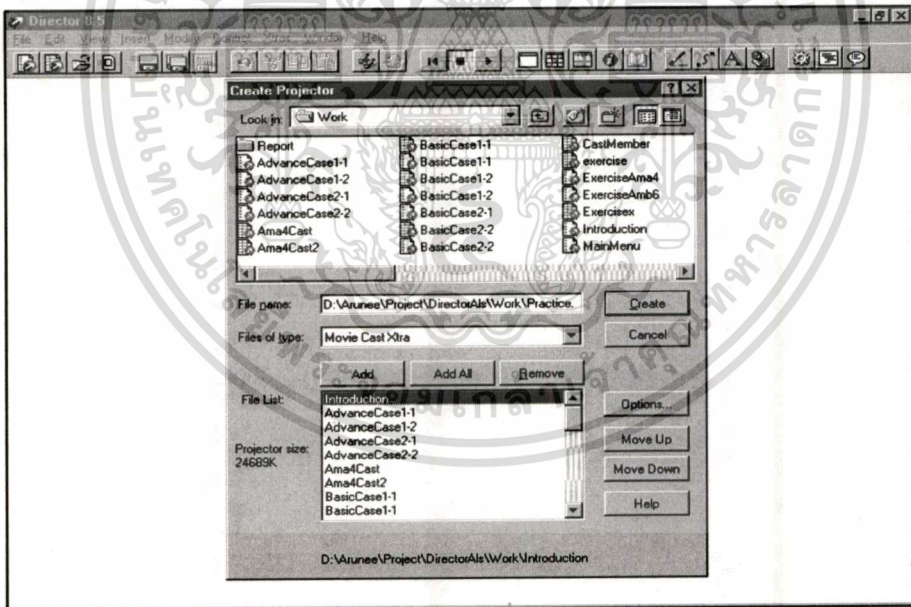 Director 8.5
File Edit View Insert Modify Control Xtras Window Help
Create Projector
Look in: Work
Report
AdvanceCase1-1
AdvanceCase1-2
AdvanceCase2-1
AdvanceCase2-2
Ama4Cast
Ama4Cast2
BasicCase1-1
BasicCase1-1
BasicCase1-2
BasicCase1-2
BasicCase2-1
BasicCase2-2
BasicCase2-2
CastMember
exercise
ExerciseAma4
ExerciseAmb6
Exercisex
Introduction
MainMenu
File name: D:\Arunee\Project\DirectorAls\Work\Practice. Create
Files of type: Movie Cast Xtra Cancel
Add Add All Remove
File List:
Introduction
AdvanceCase1-1
AdvanceCase1-2
AdvanceCase2-1
AdvanceCase2-2
Ama4Cast
Ama4Cast2
BasicCase1-1
BasicCase1-1
Options...
Move Up
Move Down
Help
Projector size:
24689K
D:\Arunee\Project\DirectorAls\Work\Introduction